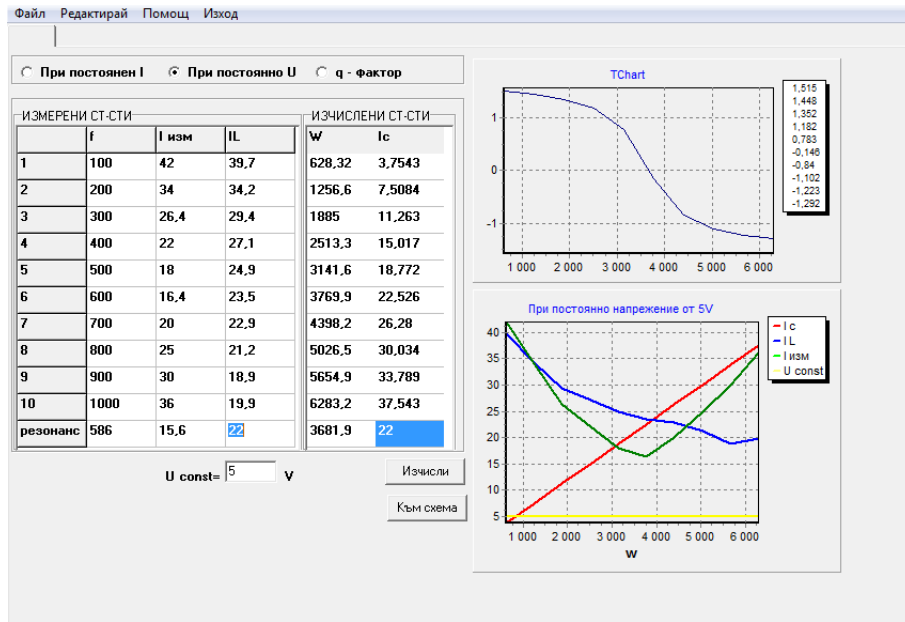 Файл Редактирай Помощ Изход
При постоянен I При постоянно U q - фактор
ИЗМЕРЕНИ СТ-СТИ ИЗЧИСЛЕНИ СТ-СТИ
f I изм IL W Ic
1 100 42 39,7 628,32 3,7543
2 200 34 34,2 1256,6 7,5084
3 300 26,4 29,4 1885 11,263
4 400 22 27,1 2513,3 15,017
5 500 18 24,9 3141,6 18,772
6 600 16,4 23,5 3769,9 22,526
7 700 20 22,9 4398,2 26,28
8 800 25 21,2 5026,5 30,034
9 900 30 18,9 5654,9 33,789
10 1000 36 19,9 6283,2 37,543
резонанс 586 15,6 22 3681,9 22
U const= 5 V Изчисли
Към схема
TChart
1
0
-1
1 000 2 000 3 000 4 000 5 000 6 000
1,515
1,448
1,352
1,182
0,783
-0,146
-0,84
-1,102
-1,223
-1,292
При постоянно напрежение от 5V
40
35
30
25
20
15
10
5
1 000 2 000 3 000 4 000 5 000 6 000
W
I c
I L
I изм
U const